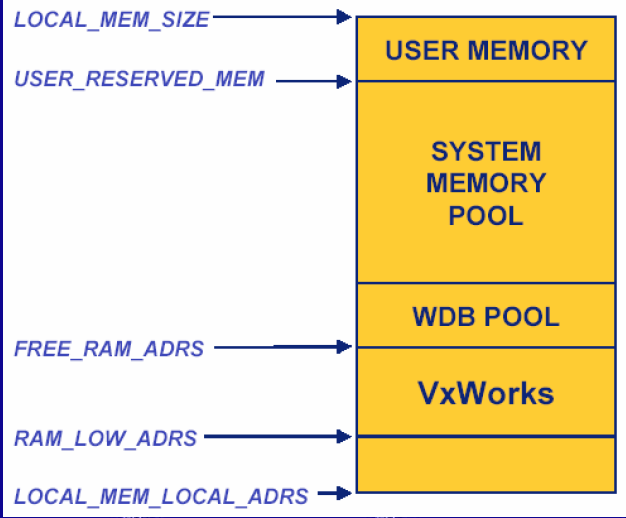 LOCAL_MEM_SIZE
USER MEMORY
USER_RESERVED_MEM
SYSTEM
MEMORY
POOL
WDB POOL
FREE_RAM_ADRS
VxWorks
RAM_LOW_ADRS
LOCAL_MEM_LOCAL_ADRS